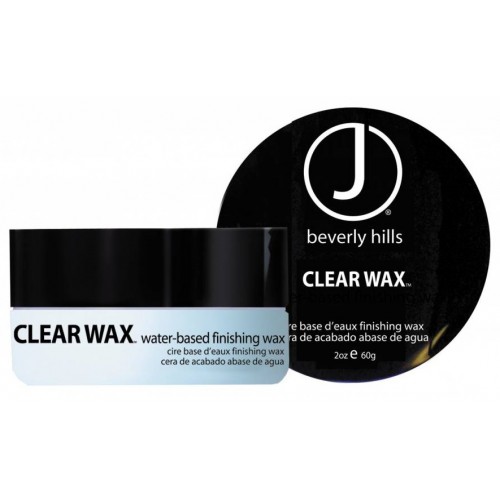 CLEAR WAX™ water-based finishing wax
cire base d'eaux finishing wax
cera de acabado abase de agua
J®
beverly hills
CLEAR WAX™
re base d'eaux finishing wax
ra de acabado abase de agua
2oz e 60g